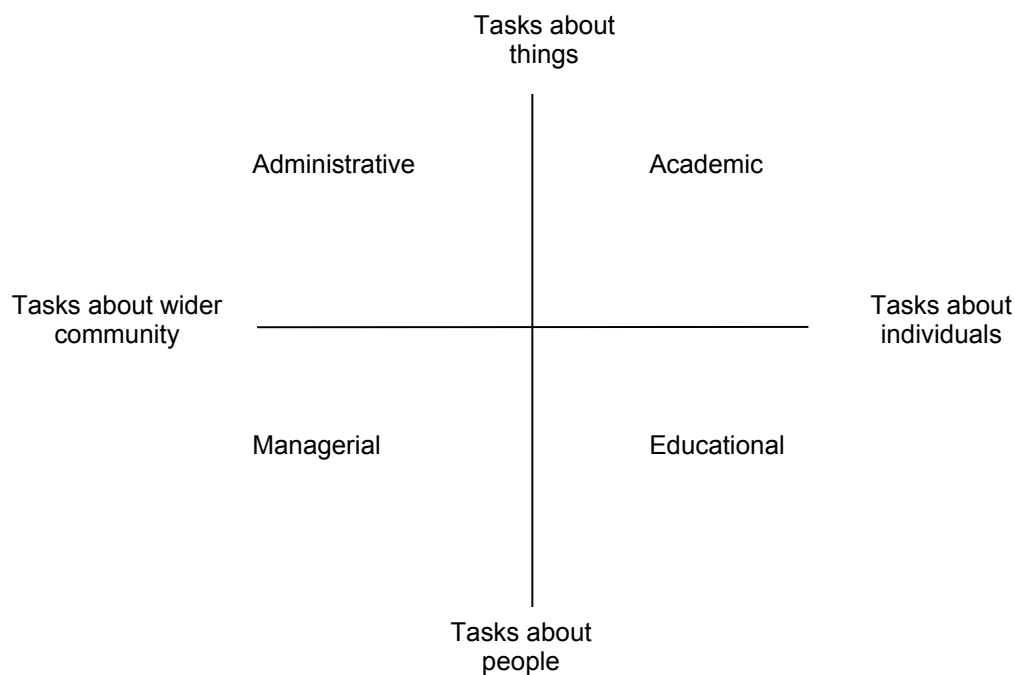 Tasks about
things
Administrative
Academic
Tasks about wider
community
Tasks about
individuals
Managerial
Educational
Tasks about
people